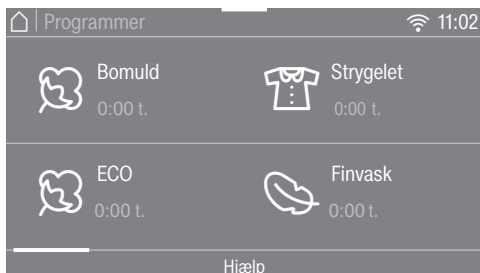 Programmer 11:02
Bomuld Strygelet
0:00 t. 0:00 t.
ECO Finvask
0:00 t. 0:00 t.
Hjælp